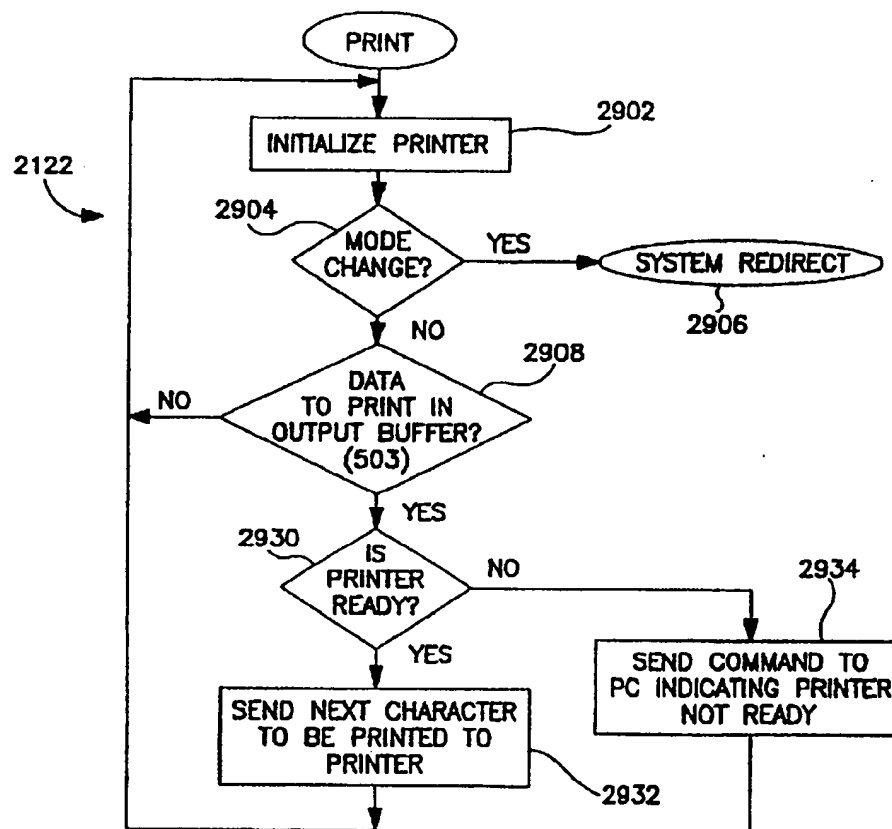 PRINT
2902
INITIALIZE PRINTER
2122
2904
MODE
CHANGE?
YES
SYSTEM REDIRECT
2906
NO
2908
DATA
TO PRINT IN
OUTPUT BUFFER?
(503)
NO
YES
2930
IS
PRINTER
READY?
NO
2934
YES
SEND COMMAND TO
PC INDICATING PRINTER
NOT READY
SEND NEXT CHARACTER
TO BE PRINTED TO
PRINTER
2932